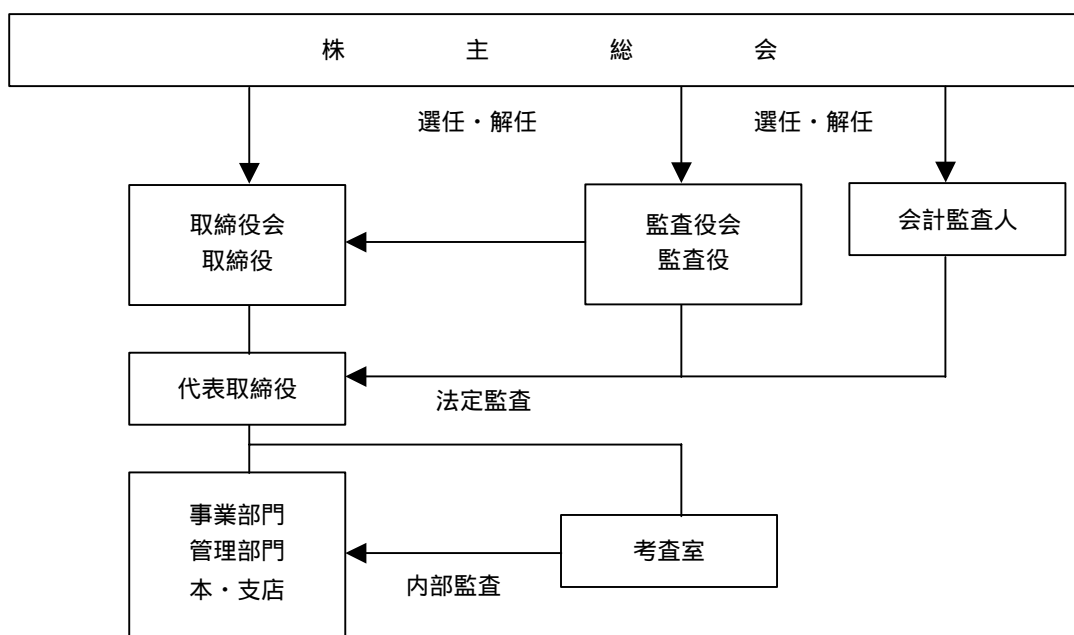 株主総会
選任・解任
選任・解任
取締役会
取締役
監査役会
監査役
会計監査人
代表取締役
法定監査
事業部門
管理部門
本・支店
考査室
内部監査